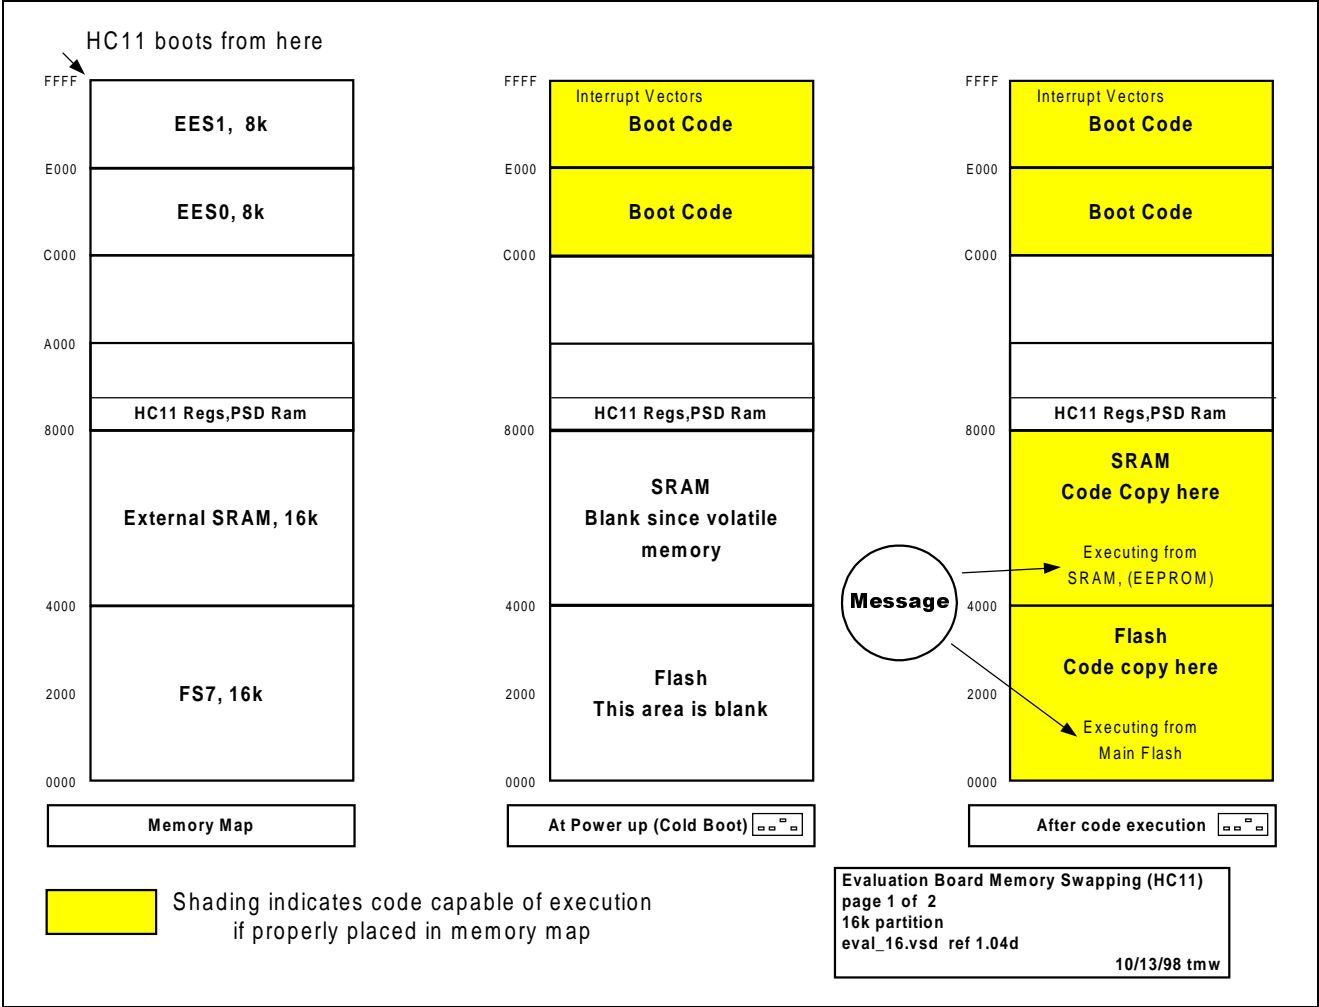 HC11 boots from here
FFFF
EES1, 8k
E000
EES0, 8k
C000
A000
HC11 Regs,PSD Ram
8000
External SRAM, 16k
4000
FS7, 16k
2000
0000
Memory Map
FFFF
Interrupt Vectors
Boot Code
E000
Boot Code
C000
HC11 Regs,PSD Ram
8000
SRAM
Blank since volatile
memory
4000
Flash
2000
This area is blank
0000
At Power up (Cold Boot)
Message
FFFF
Interrupt Vectors
Boot Code
E000
Boot Code
C000
HC11 Regs,PSD Ram
8000
SRAM
Code Copy here
Executing from
SRAM, (EEPROM)
4000
Flash
Code copy here
2000
Executing from
Main Flash
0000
After code execution
Shading indicates code capable of execution
if properly placed in memory map
Evaluation Board Memory Swapping (HC11)
page 1 of 2
16k partition
eval_16.vsd ref 1.04d
10/13/98 tmw